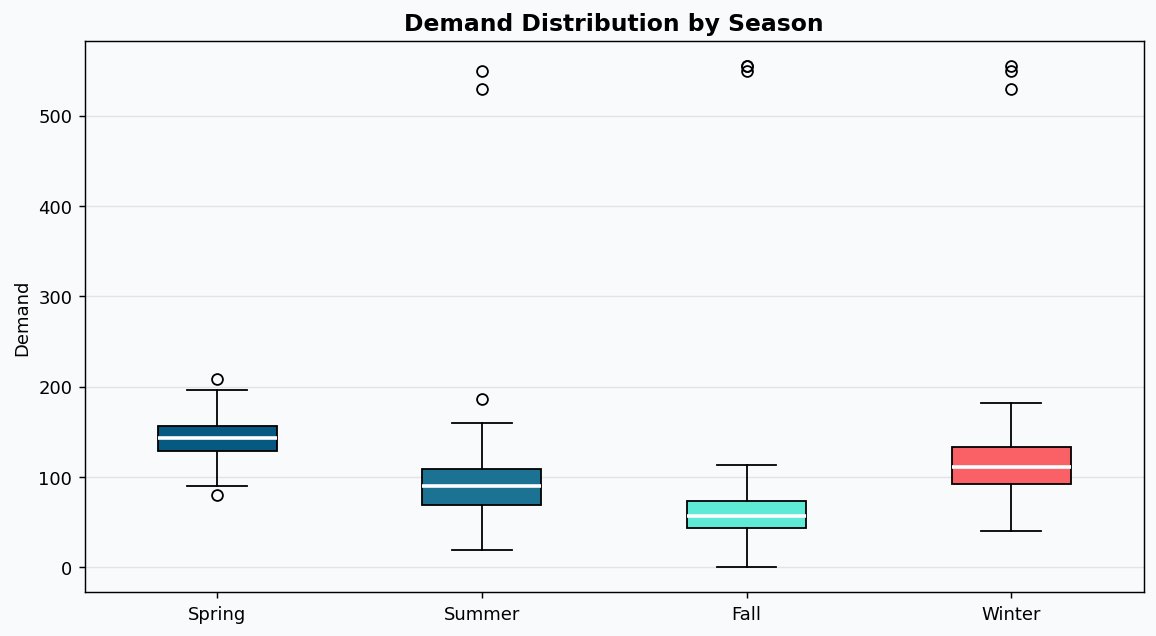 Demand Distribution by Season
Demand
500
400
300
200
100
0
Spring Summer Fall Winter